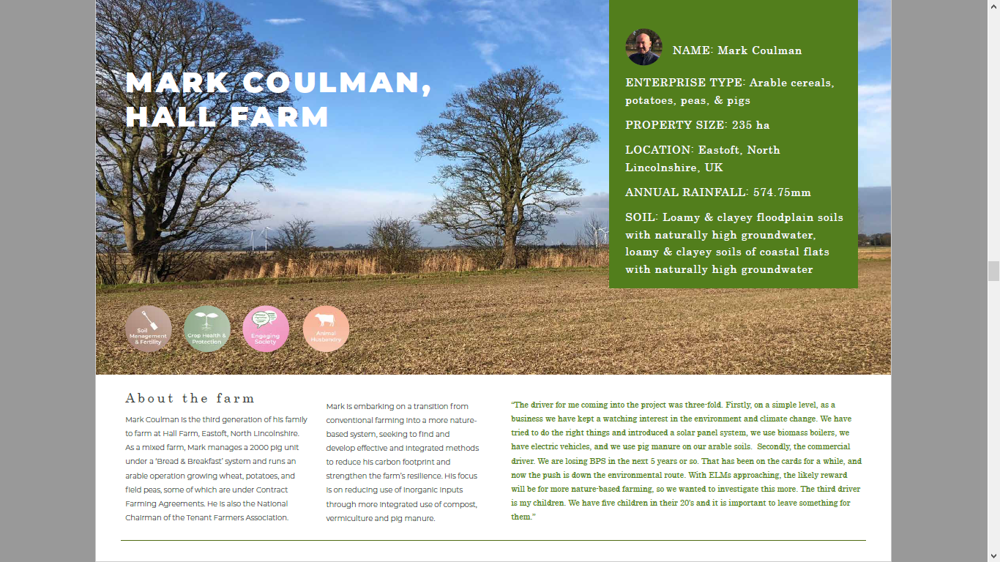 MARK COULMAN,
HALL FARM
NAME: Mark Coulman
ENTERPRISE TYPE: Arable cereals,
potatoes, peas, & pigs
PROPERTY SIZE: 235 ha
LOCATION: Eastoft, North
Lincolnshire, UK
ANNUAL RAINFALL: 574.75mm
SOIL: Loamy & clayey floodplain soils
with naturally high groundwater,
loamy & clayey soils of coastal flats
with naturally high groundwater
Soil
Management
& Fertility
Crop Health &
Protection
Engaging
Society
Animal
Husbandry
About the farm
Mark Coulman is the third generation of his family
to farm at Hall Farm, Eastoft, North Lincolnshire.
As a mixed farm, Mark manages a 2000 pig unit
under a ‘Bread & Breakfast’ system and runs an
arable operation growing wheat, potatoes, and
field peas, some of which are under Contract
Farming Agreements. He is also the National
Chairman of the Tenant Farmers Association.
Mark is embarking on a transition from
conventional farming into a more nature-
based system, seeking to find and
develop effective and integrated methods
to reduce his carbon footprint and
strengthen the farm’s resilience. His focus
is on reducing use of inorganic inputs
through more integrated use of compost,
vermiculture and pig manure.
“The driver for me coming into the project was three-fold. Firstly, on a simple level, as a
business we have kept a watching interest in the environment and climate change. We have
tried to do the right things and introduced a solar panel system, we use biomass boilers, we
have electric vehicles, and we use pig manure on our arable soils.  Secondly, the commercial
driver. We are losing BPS in the next 5 years or so. That has been on the cards for a while, and
now the push is down the environmental route. With ELMs approaching, the likely reward
will be for more nature-based farming, so we wanted to investigate this more. The third driver
is my children. We have five children in their 20’s and it is important to leave something for
them.”